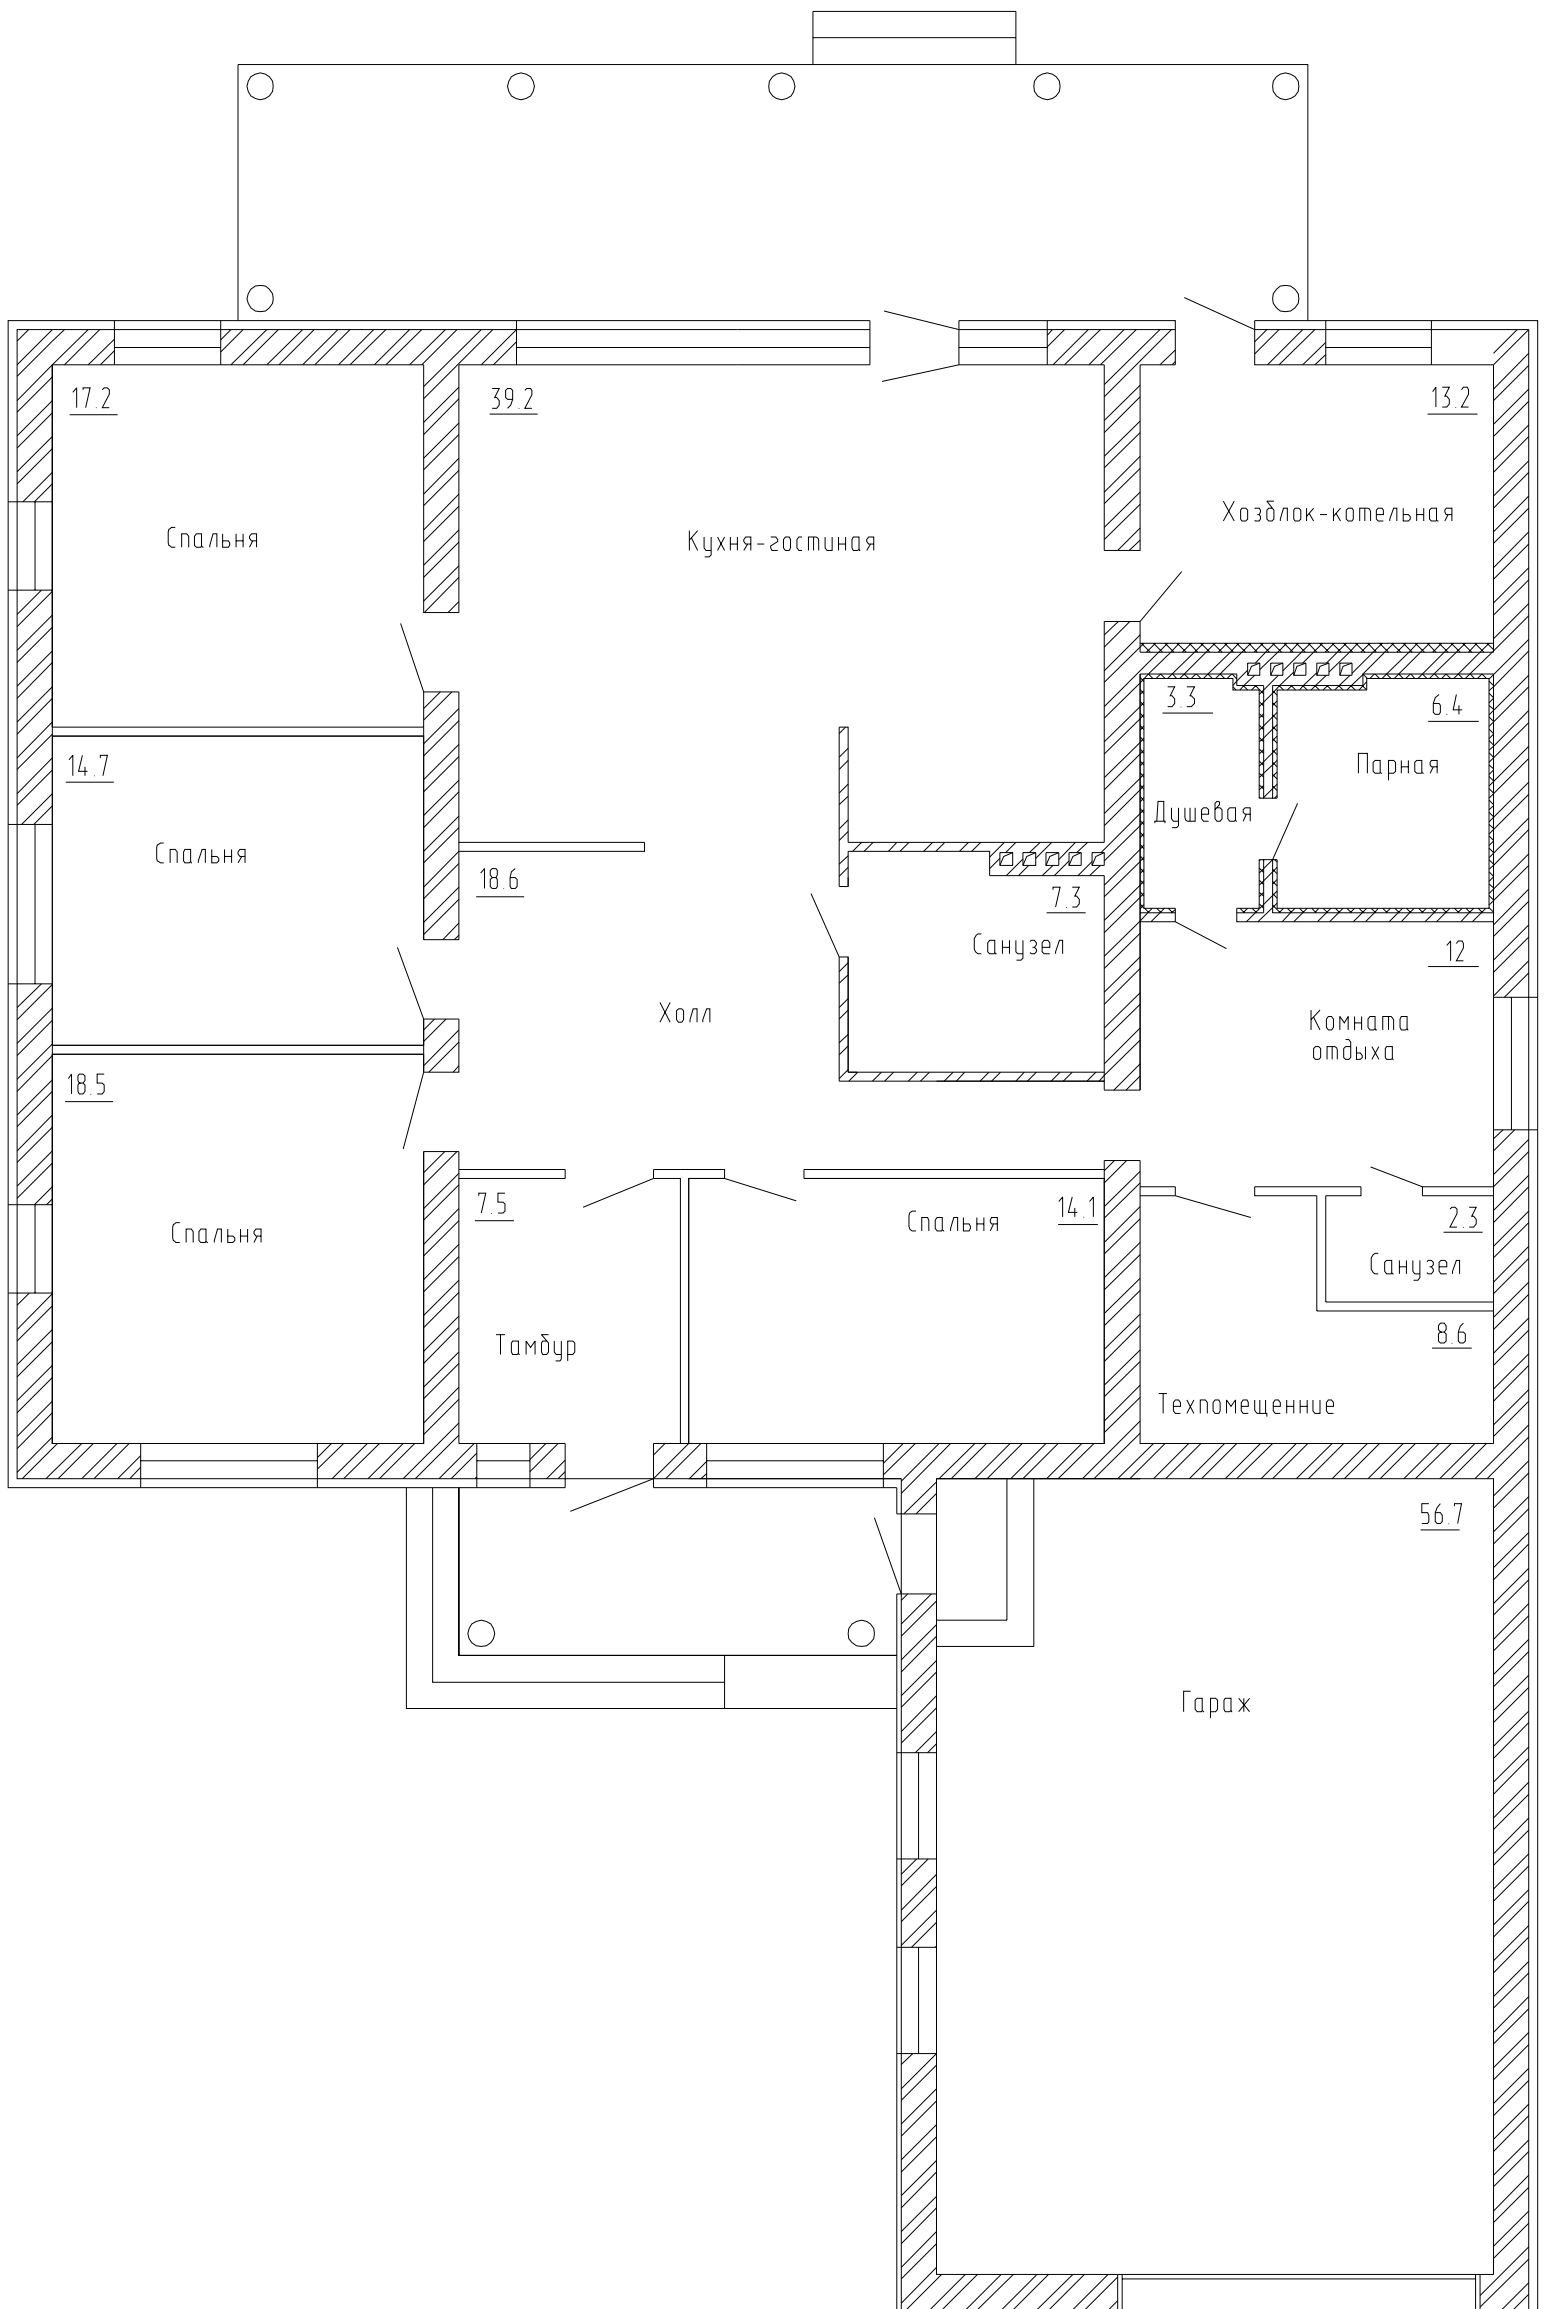 17.2
39.2
13.2
Спальня
Кухня-гостиная
Хозблок-котельная
3.3
6.4
14.7
Парная
Душевая
Спальня
18.6
7.3
Санузел
12
Холл
Комната
отдыха
18.5
7.5
14.1
2.3
Спальня
Спальня
Санузел
8.6
Тамбур
Техпомещенние
56.7
Гараж